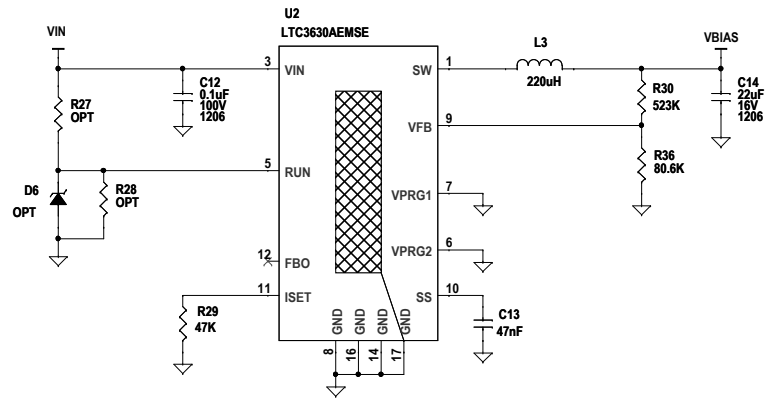 U2
LTC3630AEMSE
VIN
VBIAS
L3
220uH
3
VIN
SW
1
C12
0.1uF
100V
1206
R27
OPT
R30
523K
C14
22uF
16V
1206
VFB
9
R36
80.6K
5
RUN
D6
OPT
R28
OPT
VPRG1
7
VPRG2
6
12
FBO
11
ISET
SS
10
R29
47K
C13
47nF
GND
GND
GND
GND
8
16
14
17